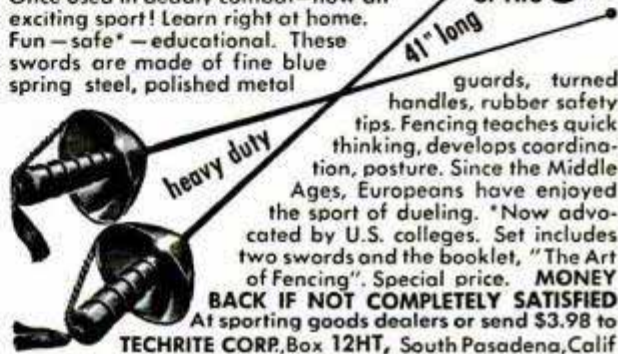 exciting sport! Learn right at home.
Fun — safe* — educational. These
swords are made of fine blue
spring steel, polished metal
41" long
heavy duty
guards, turned
handles, rubber safety
tips. Fencing teaches quick
thinking, develops coordina-
tion, posture. Since the Middle
Ages, Europeans have enjoyed
the sport of dueling. *Now advo-
cated by U.S. colleges. Set includes
two swords and the booklet, "The Art
of Fencing". Special price. MONEY
BACK IF NOT COMPLETELY SATISFIED
At sporting goods dealers or send $3.98 to
TECHRITE CORP., Box 12HT, South Pasadena, Calif